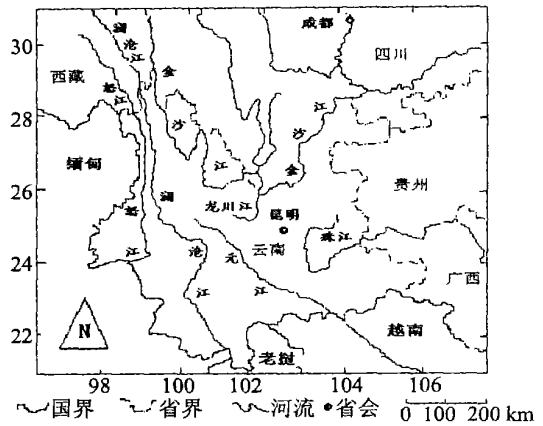 30
28
26
24
22
澜沧江
成都
四川
西藏
怒江
金沙江
金沙江
缅甸
贵州
澜沧江
怒江
龙川江
昆明
云南
珠江
元江
广西
N
越南
老挝
98 100 102 104 106
国界 省界 河流 省会 0 100 200 km